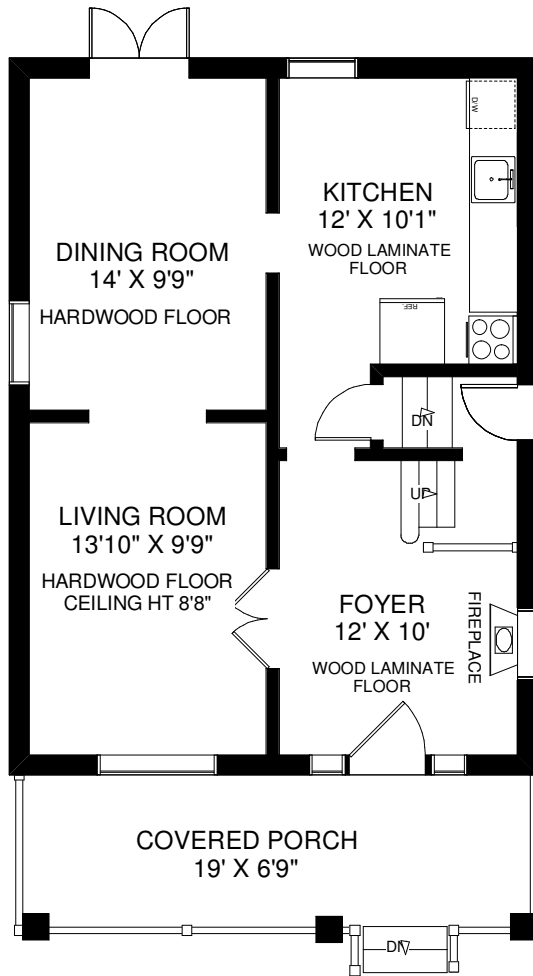 D/W
KITCHEN
12' X 10'1"
WOOD LAMINATE
FLOOR
DINING ROOM
14' X 9'9"
HARDWOOD FLOOR
REF.
DN
UP
LIVING ROOM
13'10" X 9'9"
HARDWOOD FLOOR
CEILING HT 8'8"
FOYER
12' X 10'
WOOD LAMINATE
FLOOR
FIREPLACE
COVERED PORCH
19' X 6'9"
DN